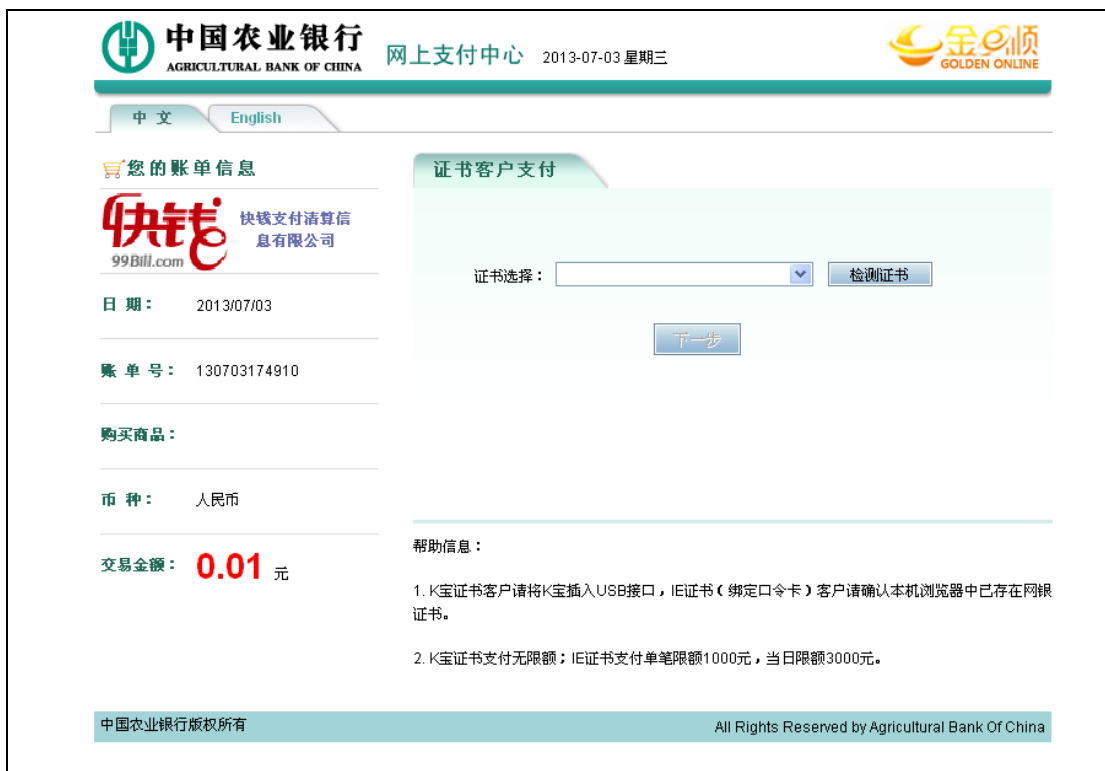 中国农业银行
AGRICULTURAL BANK OF CHINA
网上支付中心 2013-07-03 星期三
金e顺
GOLDEN ONLINE
中 文
English
您的账单信息
快钱
99Bill.com
快钱支付清算信
息有限公司
日 期： 2013/07/03
账 单 号： 130703174910
购买商品：
币 种： 人民币
交易金额： 0.01 元
证书客户支付
证书选择： 检测证书
下一步
帮助信息：
1. K宝证书客户请将K宝插入USB接口，IE证书（绑定口令卡）客户请确认本机浏览器中已存在网银
证书。
2. K宝证书支付无限额；IE证书支付单笔限额1000元，当日限额3000元。
中国农业银行版权所有
All Rights Reserved by Agricultural Bank Of China